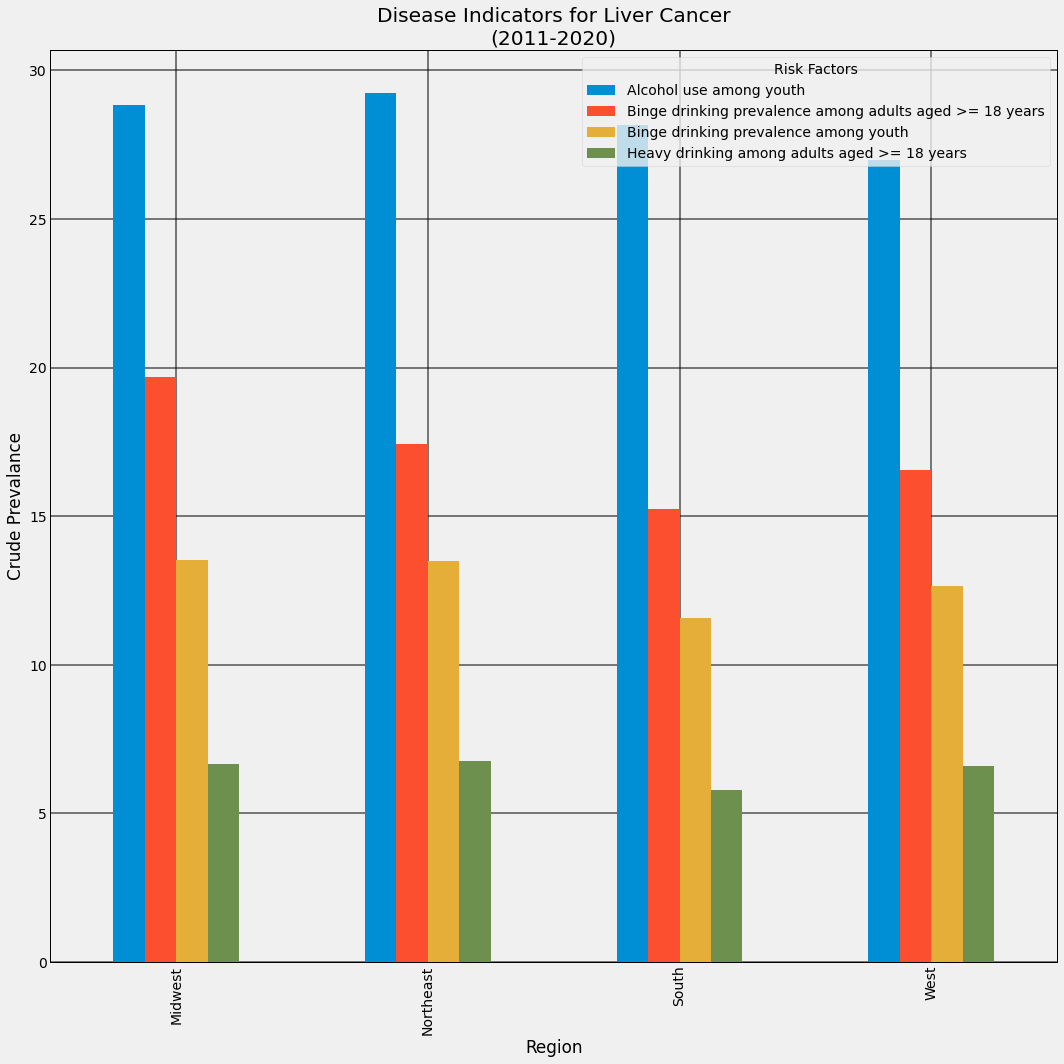 Disease Indicators for Liver Cancer
(2011-2020)
Risk Factors
Alcohol use among youth
Binge drinking prevalence among adults aged >= 18 years
Binge drinking prevalence among youth
Heavy drinking among adults aged >= 18 years
30
25
20
15
10
5
0
Crude Prevalance
Midwest
Northeast
South
West
Region